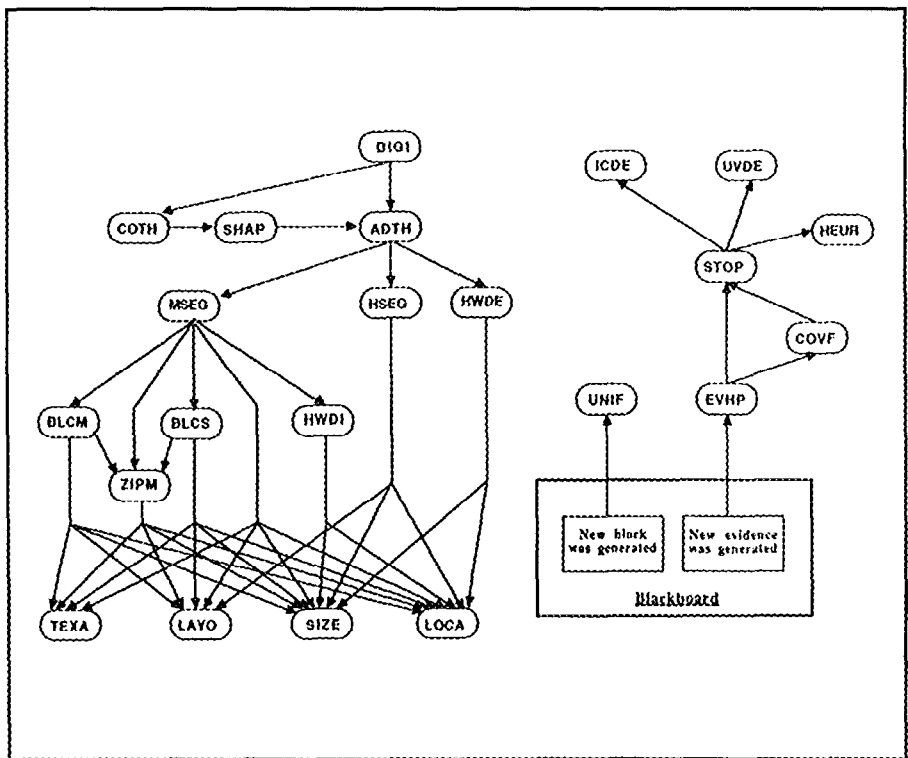 DIGI
ICDE
UVDE
COTH
SHAP
ADTH
HEUR
STOP
MSEG
HSEG
HWDE
COVF
BLCM
BLCS
HWDI
UNIF
EVHP
ZIPM
New block
was generated
New evidence
was generated
Blackboard
TEXA
LAYO
SIZE
LOCA